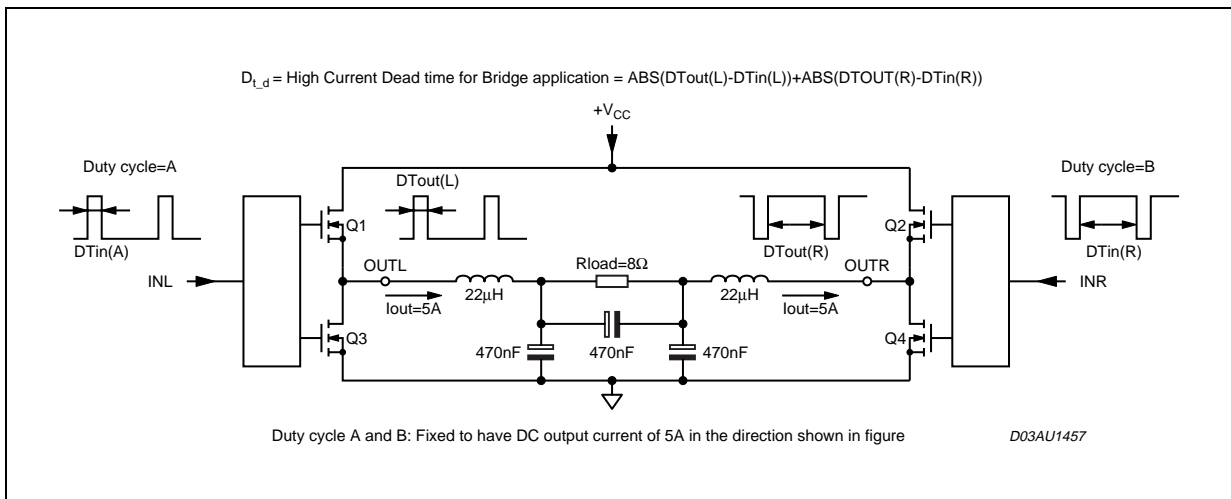 Dt_d = High Current Dead time for Bridge application = ABS(DTout(L)-DTin(L))+ABS(DTOUT(R)-DTin(R))
+VCC
Duty cycle=A
DTout(L)
Duty cycle=B
Q1
Q2
DTin(A)
DTout(R)
DTin(R)
OUTL
Rload=8Ω
OUTR
INL
INR
22µH
22µH
Iout=5A
Iout=5A
Q3
Q4
470nF
470nF
470nF
Duty cycle A and B: Fixed to have DC output current of 5A in the direction shown in figure
D03AU1457